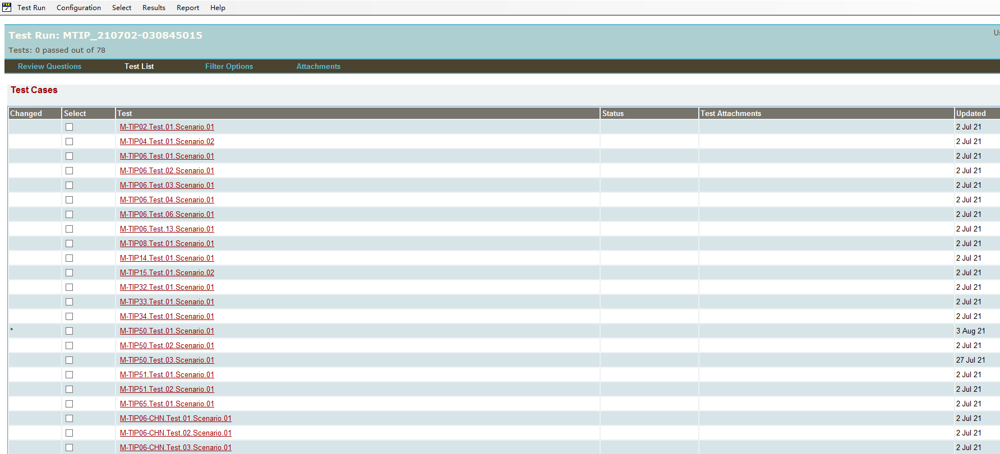 Test Run Configuration Select Results Report Help
Test Run: MTIP_210702-030845015
Tests: 0 passed out of 78
Review Questions Test List Filter Options Attachments
Test Cases
Changed Select Test Status Test Attachments Updated
M-TIP02.Test.01.Scenario.01 2 Jul 21
M-TIP04.Test.01.Scenario.02 2 Jul 21
M-TIP06.Test.01.Scenario.01 2 Jul 21
M-TIP06.Test.02.Scenario.01 2 Jul 21
M-TIP06.Test.03.Scenario.01 2 Jul 21
M-TIP06.Test.04.Scenario.01 2 Jul 21
M-TIP06.Test.06.Scenario.01 2 Jul 21
M-TIP06.Test.13.Scenario.01 2 Jul 21
M-TIP08.Test.01.Scenario.01 2 Jul 21
M-TIP14.Test.01.Scenario.01 2 Jul 21
M-TIP15.Test.01.Scenario.02 2 Jul 21
M-TIP32.Test.01.Scenario.01 2 Jul 21
M-TIP33.Test.01.Scenario.01 2 Jul 21
M-TIP34.Test.01.Scenario.01 2 Jul 21
* M-TIP50.Test.01.Scenario.01 3 Aug 21
M-TIP50.Test.02.Scenario.01 2 Jul 21
M-TIP50.Test.03.Scenario.01 27 Jul 21
M-TIP51.Test.01.Scenario.01 2 Jul 21
M-TIP51.Test.02.Scenario.01 2 Jul 21
M-TIP65.Test.01.Scenario.01 2 Jul 21
M-TIP06-CHN.Test.01.Scenario.01 2 Jul 21
M-TIP06-CHN.Test.02.Scenario.01 2 Jul 21
M-TIP06-CHN.Test.03.Scenario.01 2 Jul 21